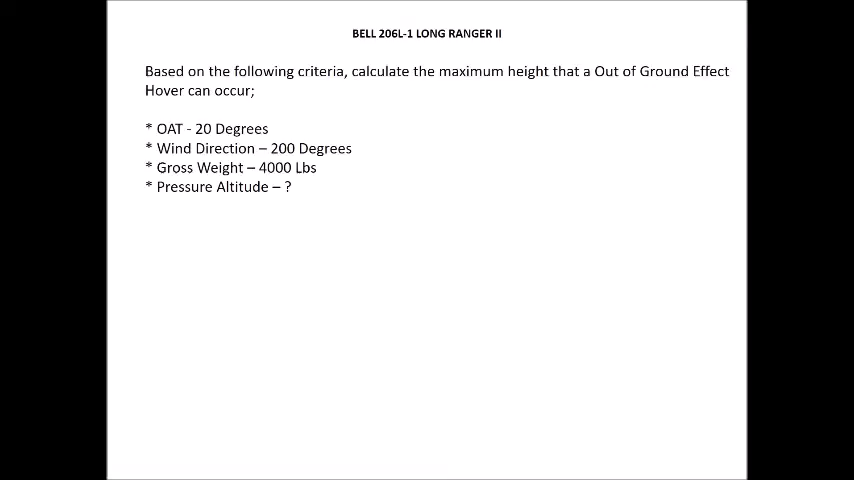 BELL 206L-1 LONG RANGER II
Based on the following criteria, calculate the maximum height that a Out of Ground Effect
Hover can occur;
* OAT - 20 Degrees
* Wind Direction – 200 Degrees
* Gross Weight – 4000 Lbs
* Pressure Altitude – ?